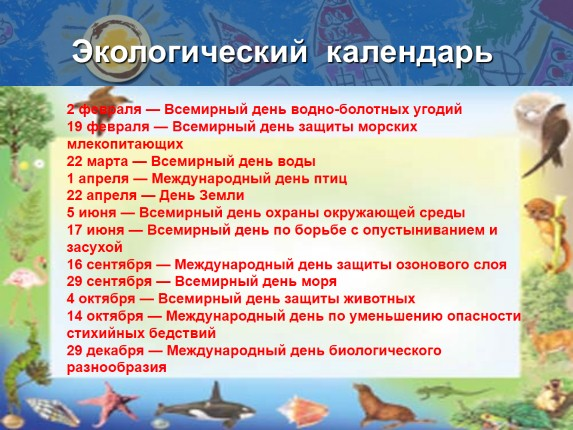 Экологический календарь
2 февраля — Всемирный день водно-болотных угодий
19 февраля — Всемирный день защиты морских
млекопитающих
22 марта — Всемирный день воды
1 апреля — Международный день птиц
22 апреля — День Земли
5 июня — Всемирный день охраны окружающей среды
17 июня — Всемирный день по борьбе с опустыниванием и
засухой
16 сентября — Международный день защиты озонового слоя
29 сентября — Всемирный день моря
4 октября — Всемирный день защиты животных
14 октября — Международный день по уменьшению опасности
стихийных бедствий
29 декабря — Международный день биологического
разнообразия